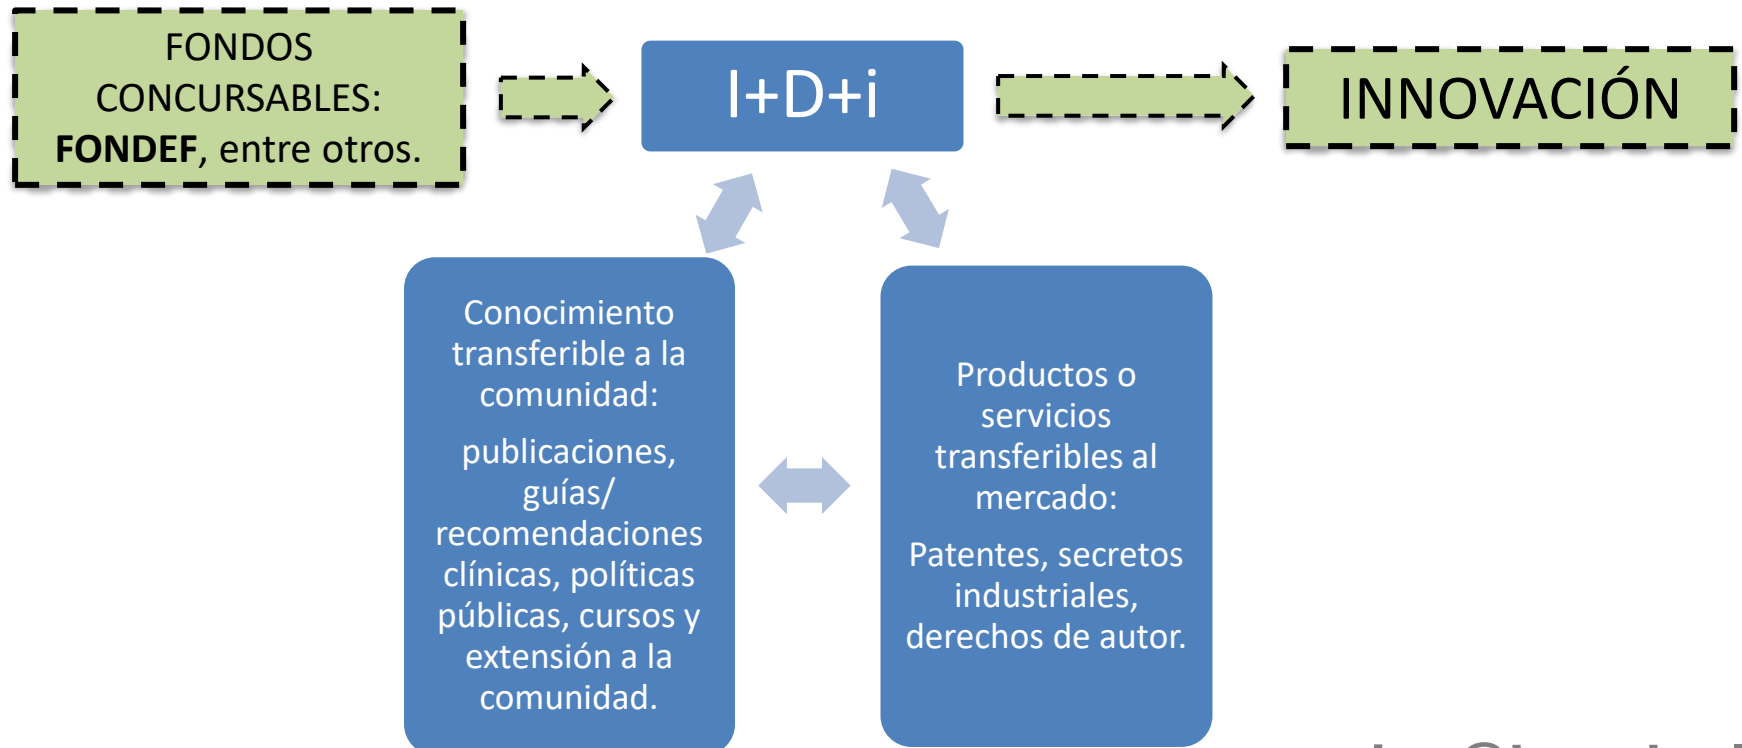 FONDOS
CONCURSABLES:
FONDEF, entre otros.
I+D+i
INNOVACIÓN
Conocimiento
transferible a la
comunidad:
publicaciones,
guías/
recomendaciones
clínicas, políticas
públicas, cursos y
extensión a la
comunidad.
Productos o
servicios
transferibles al
mercado:
Patentes, secretos
industriales,
derechos de autor.